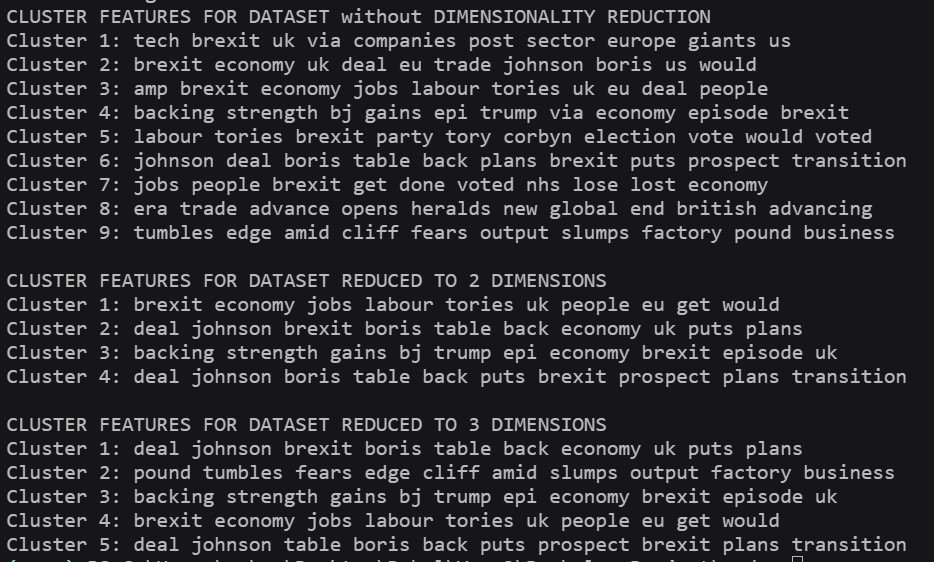 CLUSTER FEATURES FOR DATASET without DIMENSIONALITY REDUCTION
Cluster 1: tech brexit uk via companies post sector europe giants us
Cluster 2: brexit economy uk deal eu trade johnson boris us would
Cluster 3: amp brexit economy jobs labour tories uk eu deal people
Cluster 4: backing strength bj gains epi trump via economy episode brexit
Cluster 5: labour tories brexit party tory corbyn election vote would voted
Cluster 6: johnson deal boris table back plans brexit puts prospect transition
Cluster 7: jobs people brexit get done voted nhs lose lost economy
Cluster 8: era trade advance opens heralds new global end british advancing
Cluster 9: tumbles edge amid cliff fears output slumps factory pound business
CLUSTER FEATURES FOR DATASET REDUCED TO 2 DIMENSIONS
Cluster 1: brexit economy jobs labour tories uk people eu get would
Cluster 2: deal johnson brexit boris table back economy uk puts plans
Cluster 3: backing strength gains bj trump epi economy brexit episode uk
Cluster 4: deal johnson boris table back puts brexit prospect plans transition
CLUSTER FEATURES FOR DATASET REDUCED TO 3 DIMENSIONS
Cluster 1: deal johnson brexit boris table back economy uk puts plans
Cluster 2: pound tumbles fears edge cliff amid slumps output factory business
Cluster 3: backing strength gains bj trump epi economy brexit episode uk
Cluster 4: brexit economy jobs labour tories uk people eu get would
Cluster 5: deal johnson table boris back puts prospect brexit plans transition